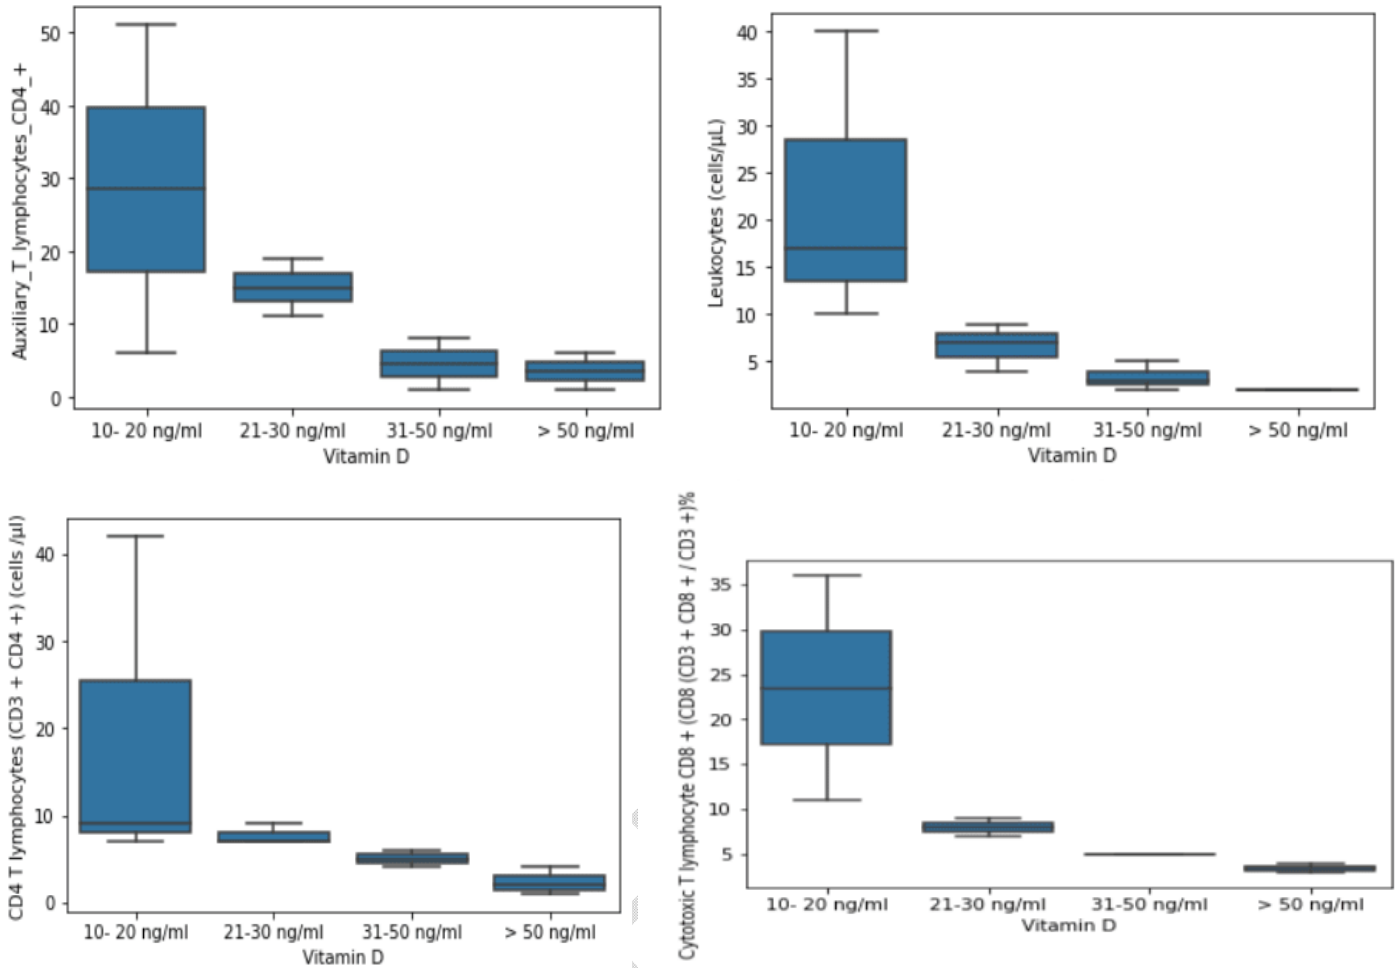 Auxiliary_T_lymphocytes_CD4_+
50
40
30
20
10
0
10- 20 ng/ml 21-30 ng/ml 31-50 ng/ml > 50 ng/ml
Vitamin D
Leukocytes (cells/µL)
40
35
30
25
20
15
10
5
10- 20 ng/ml 21-30 ng/ml 31-50 ng/ml > 50 ng/ml
Vitamin D
CD4 T lymphocytes (CD3 + CD4 +) (cells /µl)
40
30
20
10
0
10- 20 ng/ml 21-30 ng/ml 31-50 ng/ml > 50 ng/ml
Vitamin D
Cytotoxic T lymphocyte CD8 + (CD8 (CD3 + CD8 + / CD3 +)%
35
30
25
20
15
10
5
10- 20 ng/ml 21-30 ng/ml 31-50 ng/ml > 50 ng/ml
Vitamin D